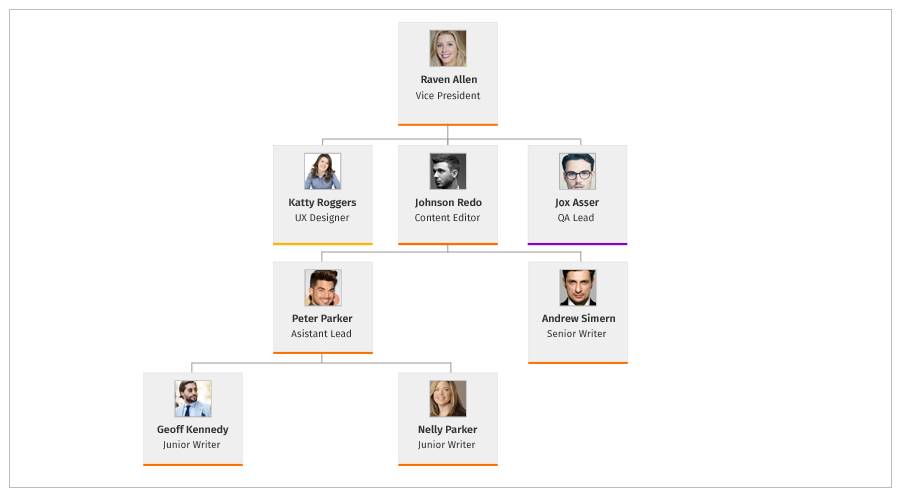 Raven Allen
Vice President
Katty Roggers
UX Designer
Johnson Redo
Content Editor
Jox Asser
QA Lead
Peter Parker
Asistant Lead
Andrew Simern
Senior Writer
Geoff Kennedy
Junior Writer
Nelly Parker
Junior Writer